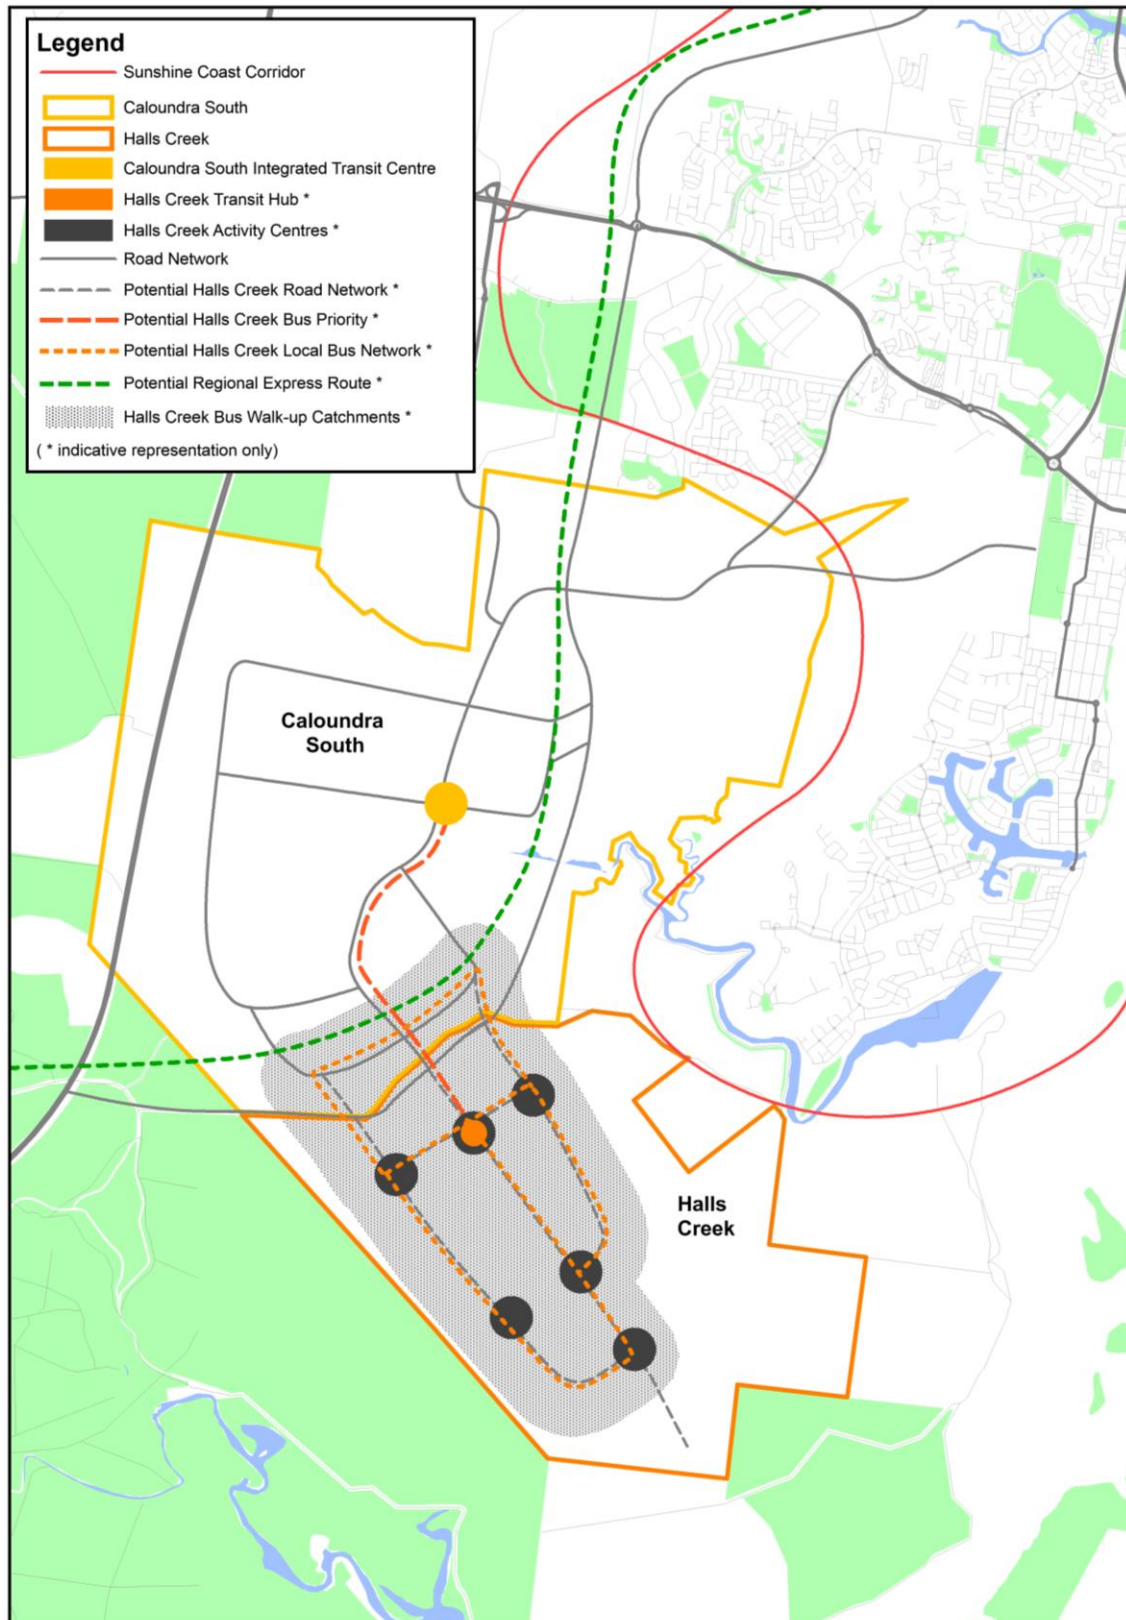 Legend
Sunshine Coast Corridor
Caloundra South
Halls Creek
Caloundra South Integrated Transit Centre
Halls Creek Transit Hub *
Halls Creek Activity Centres *
Road Network
Potential Halls Creek Road Network *
Potential Halls Creek Bus Priority *
Potential Halls Creek Local Bus Network *
Potential Regional Express Route *
Halls Creek Bus Walk-up Catchments *
( * indicative representation only)
Caloundra
South
Halls
Creek